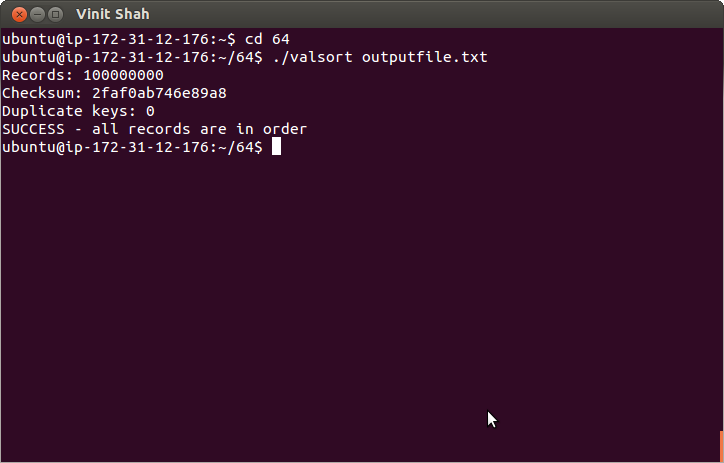 Vinit Shah
ubuntu@ip-172-31-12-176:~$ cd 64
ubuntu@ip-172-31-12-176:~/64$ ./valsort outputfile.txt
Records: 100000000
Checksum: 2faf0ab746e89a8
Duplicate keys: 0
SUCCESS - all records are in order
ubuntu@ip-172-31-12-176:~/64$